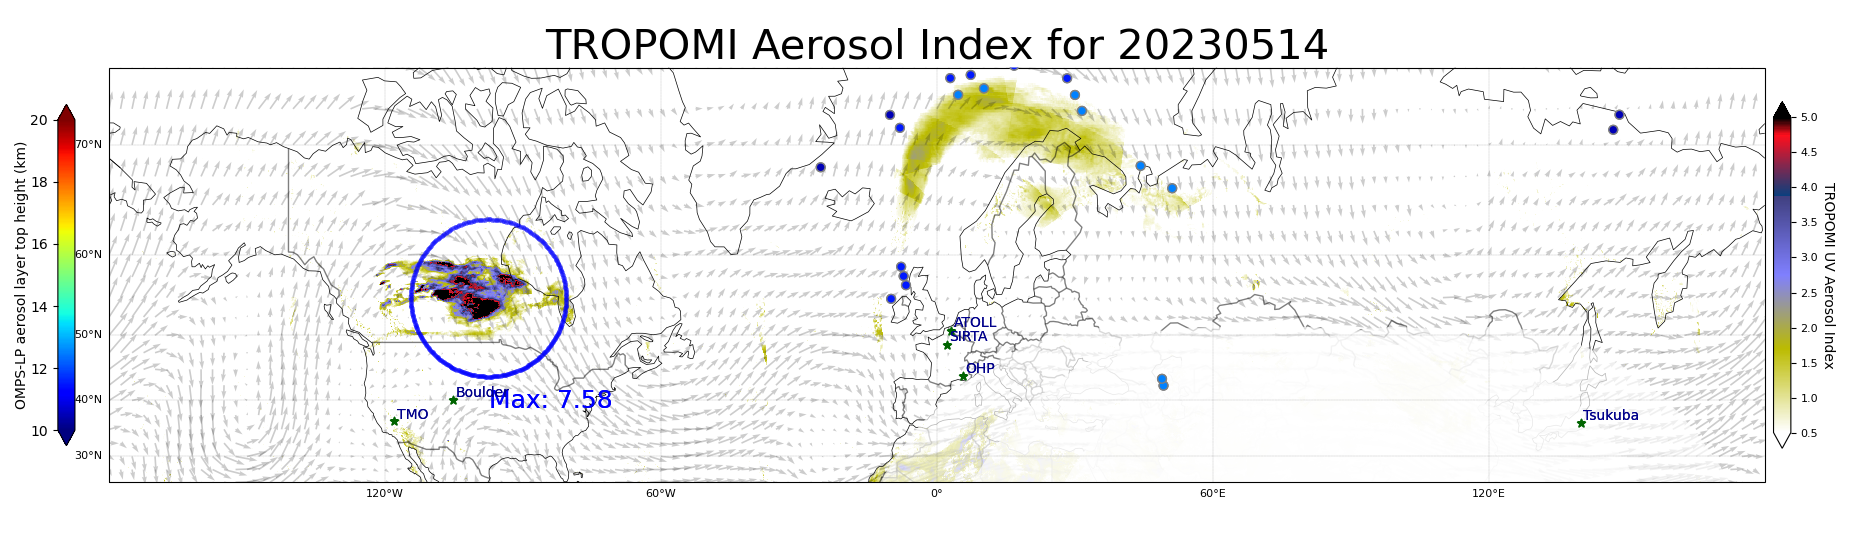 TROPOMI Aerosol Index for 20230514
OMPS-LP aerosol layer top height (km)
20
18
16
14
12
10
70°N
60°N
50°N
40°N
30°N
120°W
60°W
0°
60°E
120°E
ATOLL
SIRTA
OHP
Boulder
Max: 7.58
TMO
Tsukuba
5.0
4.5
4.0
3.5
3.0
2.5
2.0
1.5
1.0
0.5
TROPOMI UV Aerosol Index